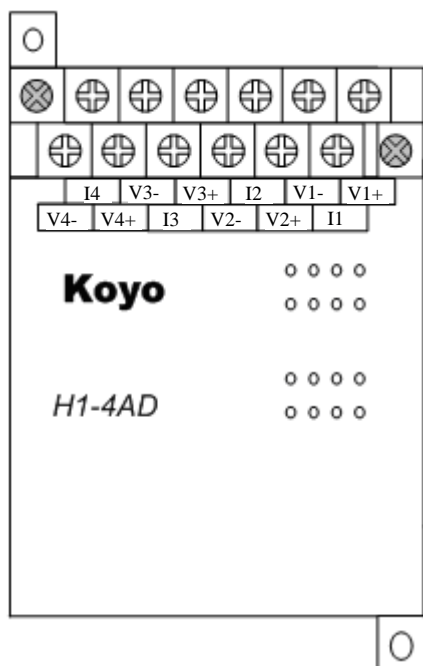 I4 V3- V3+ I2 V1- V1+
V4- V4+ I3 V2- V2+ I1
Koyo
H1-4AD